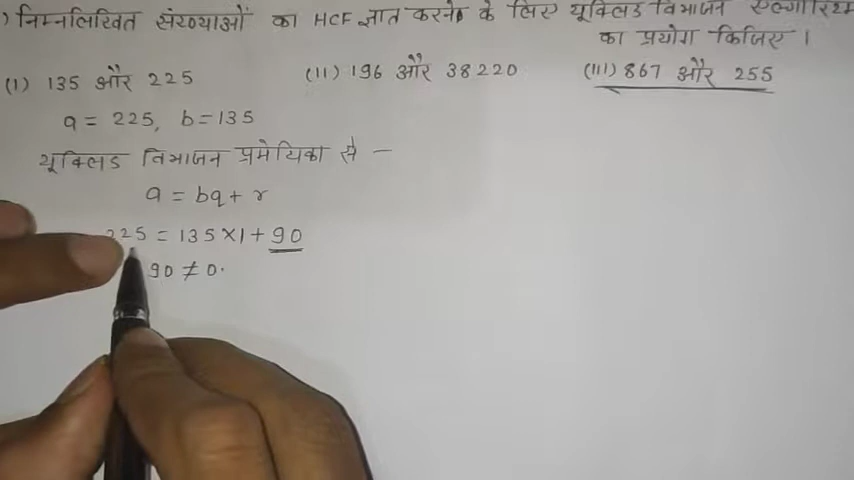 ) निम्नलिखित संख्याओं का HCF ज्ञात करने के लिए यूक्लिड विभाजन एल्गोरिथ्म
का प्रयोग किजिए ।
(I) 135 और 225 (II) 196 और 38220 (III) 867 और 255
a = 225, b = 135
यूक्लिड विभाजन प्रमेयिका से —
a = bq + r
225 = 135 × 1 + 90
90 ≠ 0.